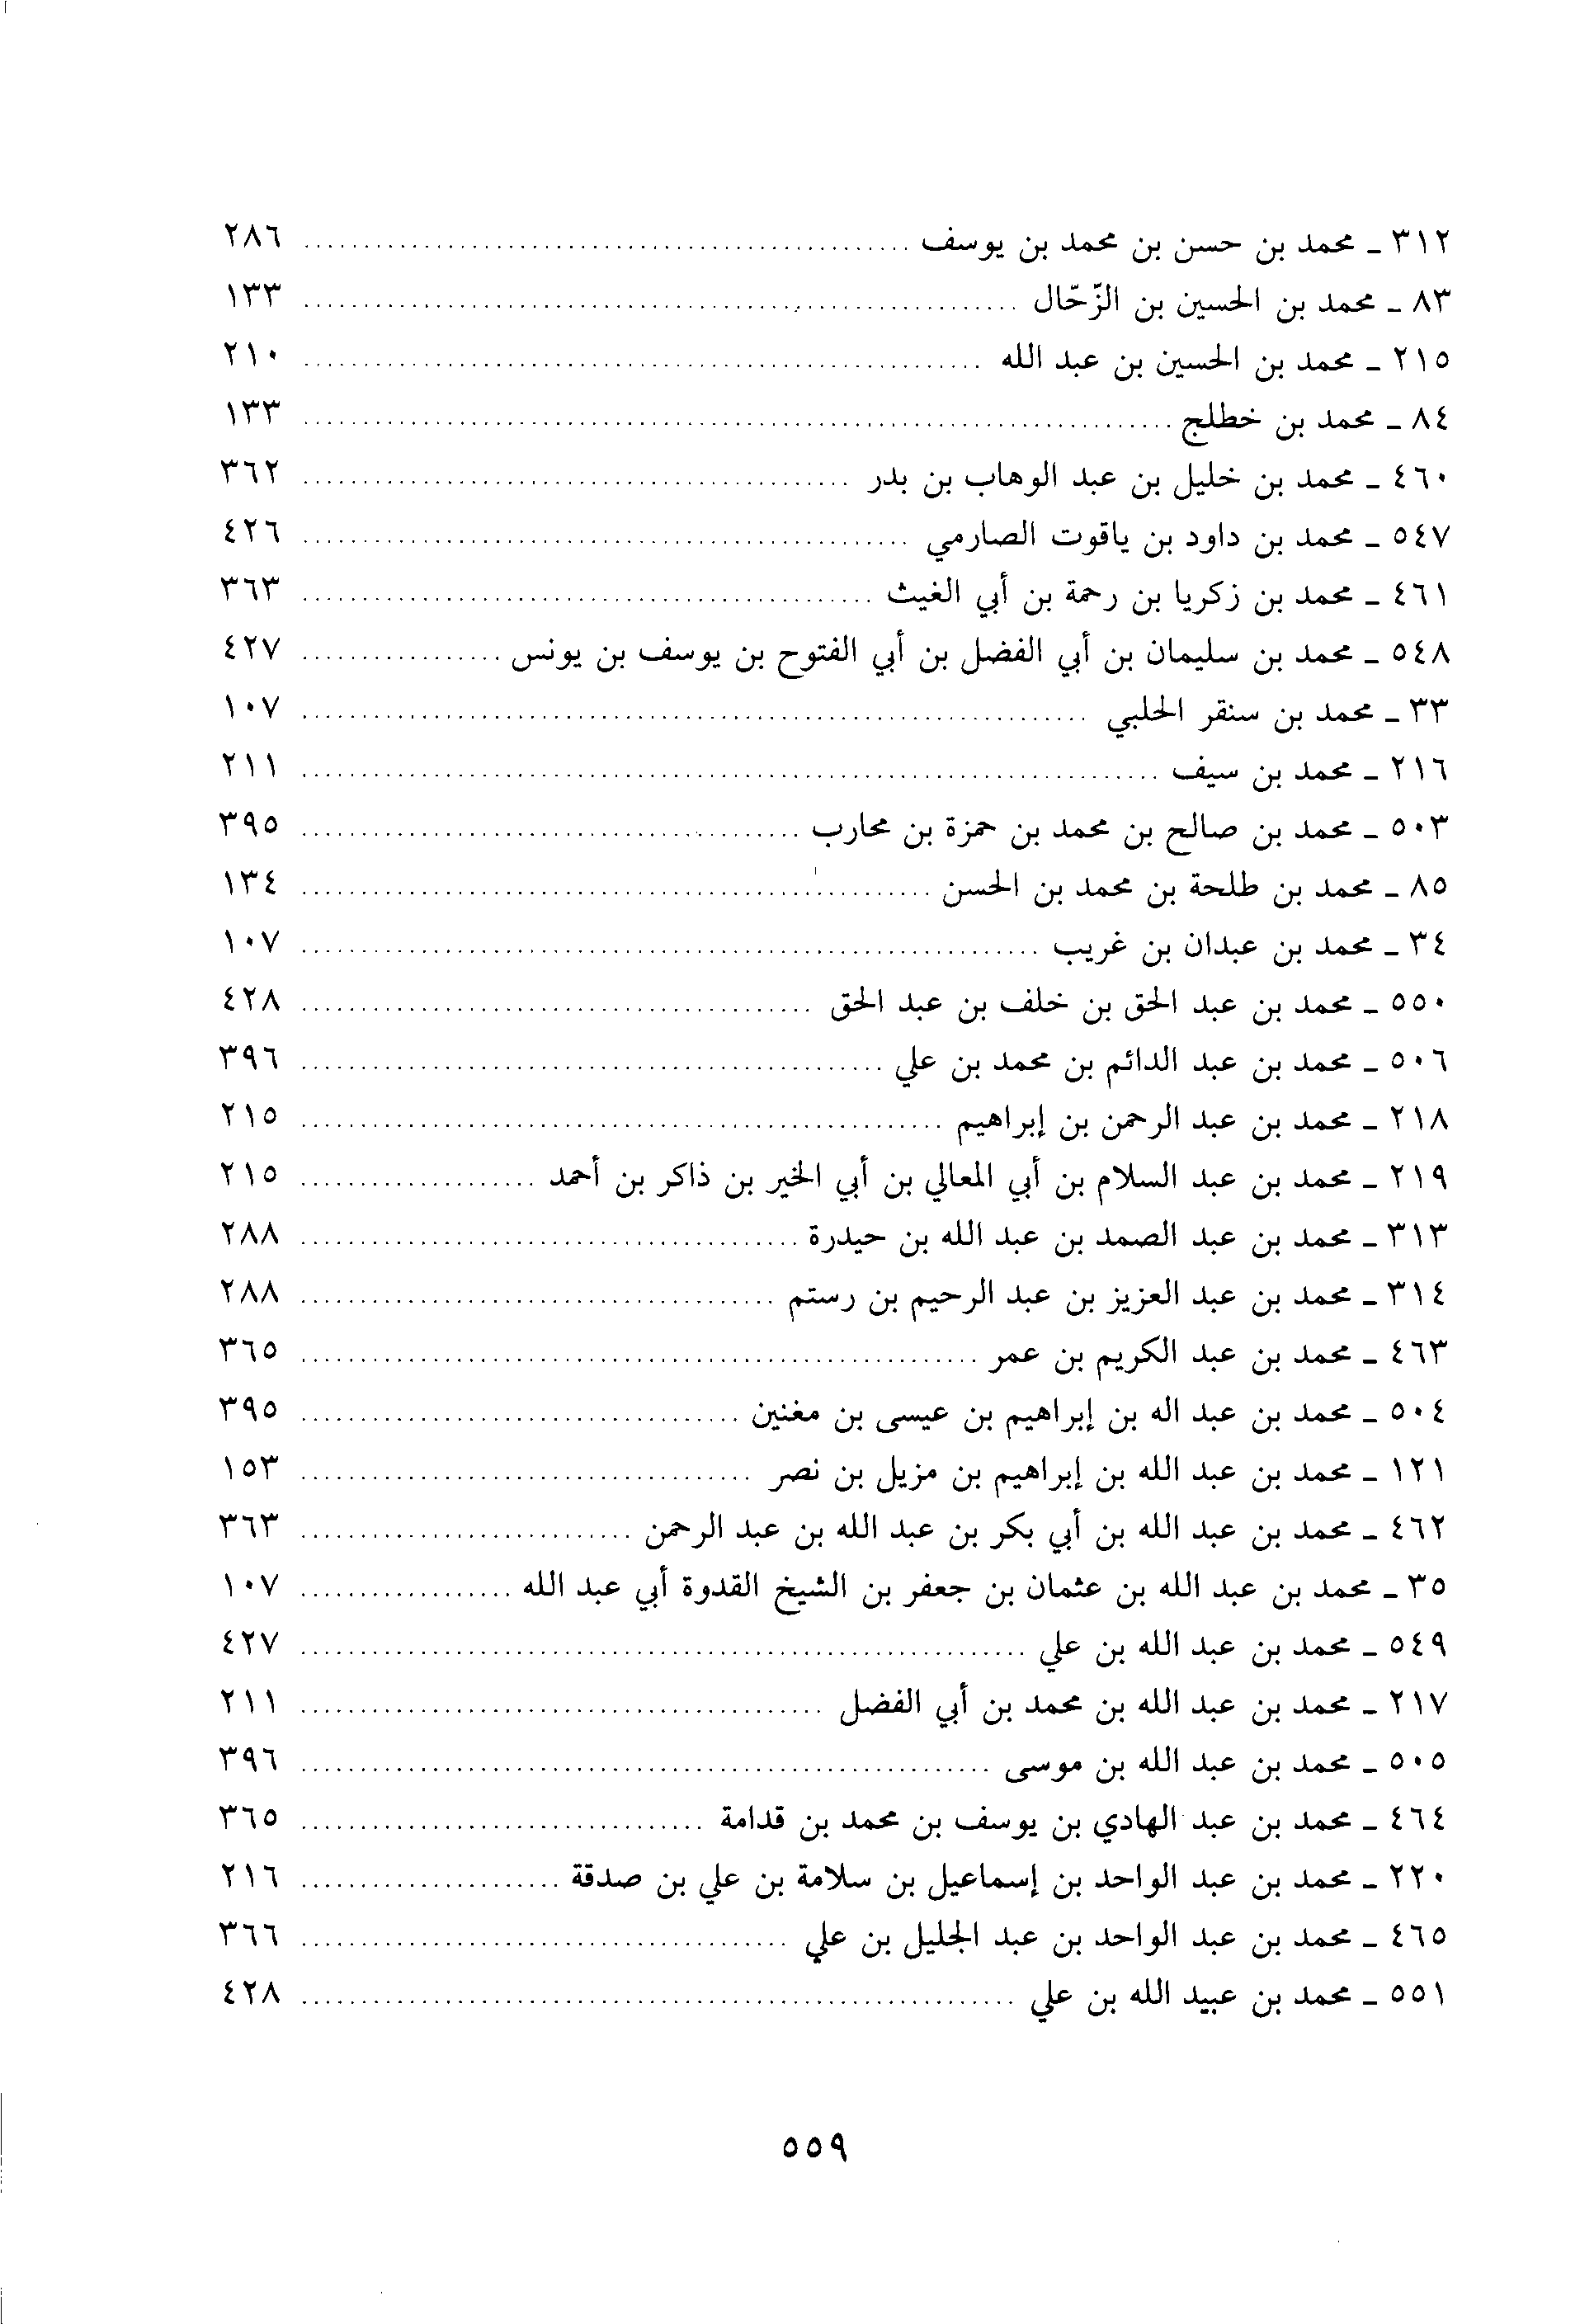 ٣١٢ ـ محمد بن حسن بن محمد بن يوسف ........ ٢٨٦
٨٣ ـ محمد بن الحسين بن الزّحّال ........ ١٣٣
٢١٥ ـ محمد بن الحسين بن عبد الله ........ ٢١٠
٨٤ ـ محمد بن خطلج ........ ١٣٣
٤٦٠ ـ محمد بن خليل بن عبد الوهاب بن بدر ........ ٣٦٢
٥٤٧ ـ محمد بن داود بن ياقوت الصارمي ........ ٤٢٦
٤٦١ ـ محمد بن زكريا بن رحمة بن أبي الغيث ........ ٣٦٣
٥٤٨ ـ محمد بن سليمان بن أبي الفضل بن أبي الفتوح بن يوسف بن يونس ........ ٤٢٧
٣٣ ـ محمد بن سنقر الحلبي ........ ١٠٧
٢١٦ ـ محمد بن سيف ........ ٢١١
٥٠٣ ـ محمد بن صالح بن محمد بن حمزة بن محارب ........ ٣٩٥
٨٥ ـ محمد بن طلحة بن محمد بن الحسن ........ ١٣٤
٣٤ ـ محمد بن عبدان بن غريب ........ ١٠٧
٥٥٠ ـ محمد بن عبد الحق بن خلف بن عبد الحق ........ ٤٢٨
٥٠٦ ـ محمد بن عبد الدائم بن محمد بن علي ........ ٣٩٦
٢١٨ ـ محمد بن عبد الرحمن بن إبراهيم ........ ٢١٥
٢١٩ ـ محمد بن عبد السلام بن أبي المعالي بن أبي الخير بن ذاكر بن أحمد ........ ٢١٥
٣١٣ ـ محمد بن عبد الصمد بن عبد الله بن حيدرة ........ ٢٨٨
٣١٤ ـ محمد بن عبد العزيز بن عبد الرحيم بن رستم ........ ٢٨٨
٤٦٣ ـ محمد بن عبد الكريم بن عمر ........ ٣٦٥
٥٠٤ ـ محمد بن عبد اله بن إبراهيم بن عيسى بن مغنين ........ ٣٩٥
١٢١ ـ محمد بن عبد الله بن إبراهيم بن مزيل بن نصر ........ ١٥٣
٤٦٢ ـ محمد بن عبد الله بن أبي بكر بن عبد الله بن عبد الرحمن ........ ٣٦٣
٣٥ ـ محمد بن عبد الله بن عثمان بن جعفر بن الشيخ القدوة أبي عبد الله ........ ١٠٧
٥٤٩ ـ محمد بن عبد الله بن علي ........ ٤٢٧
٢١٧ ـ محمد بن عبد الله بن محمد بن أبي الفضل ........ ٢١١
٥٠٥ ـ محمد بن عبد الله بن موسى ........ ٣٩٦
٤٦٤ ـ محمد بن عبد الهادي بن يوسف بن محمد بن قدامة ........ ٣٦٥
٢٢٠ ـ محمد بن عبد الواحد بن إسماعيل بن سلامة بن علي بن صدقة ........ ٢١٦
٤٦٥ ـ محمد بن عبد الواحد بن عبد الجليل بن علي ........ ٣٦٦
٥٥١ ـ محمد بن عبيد الله بن علي ........ ٤٢٨
٥٥٩